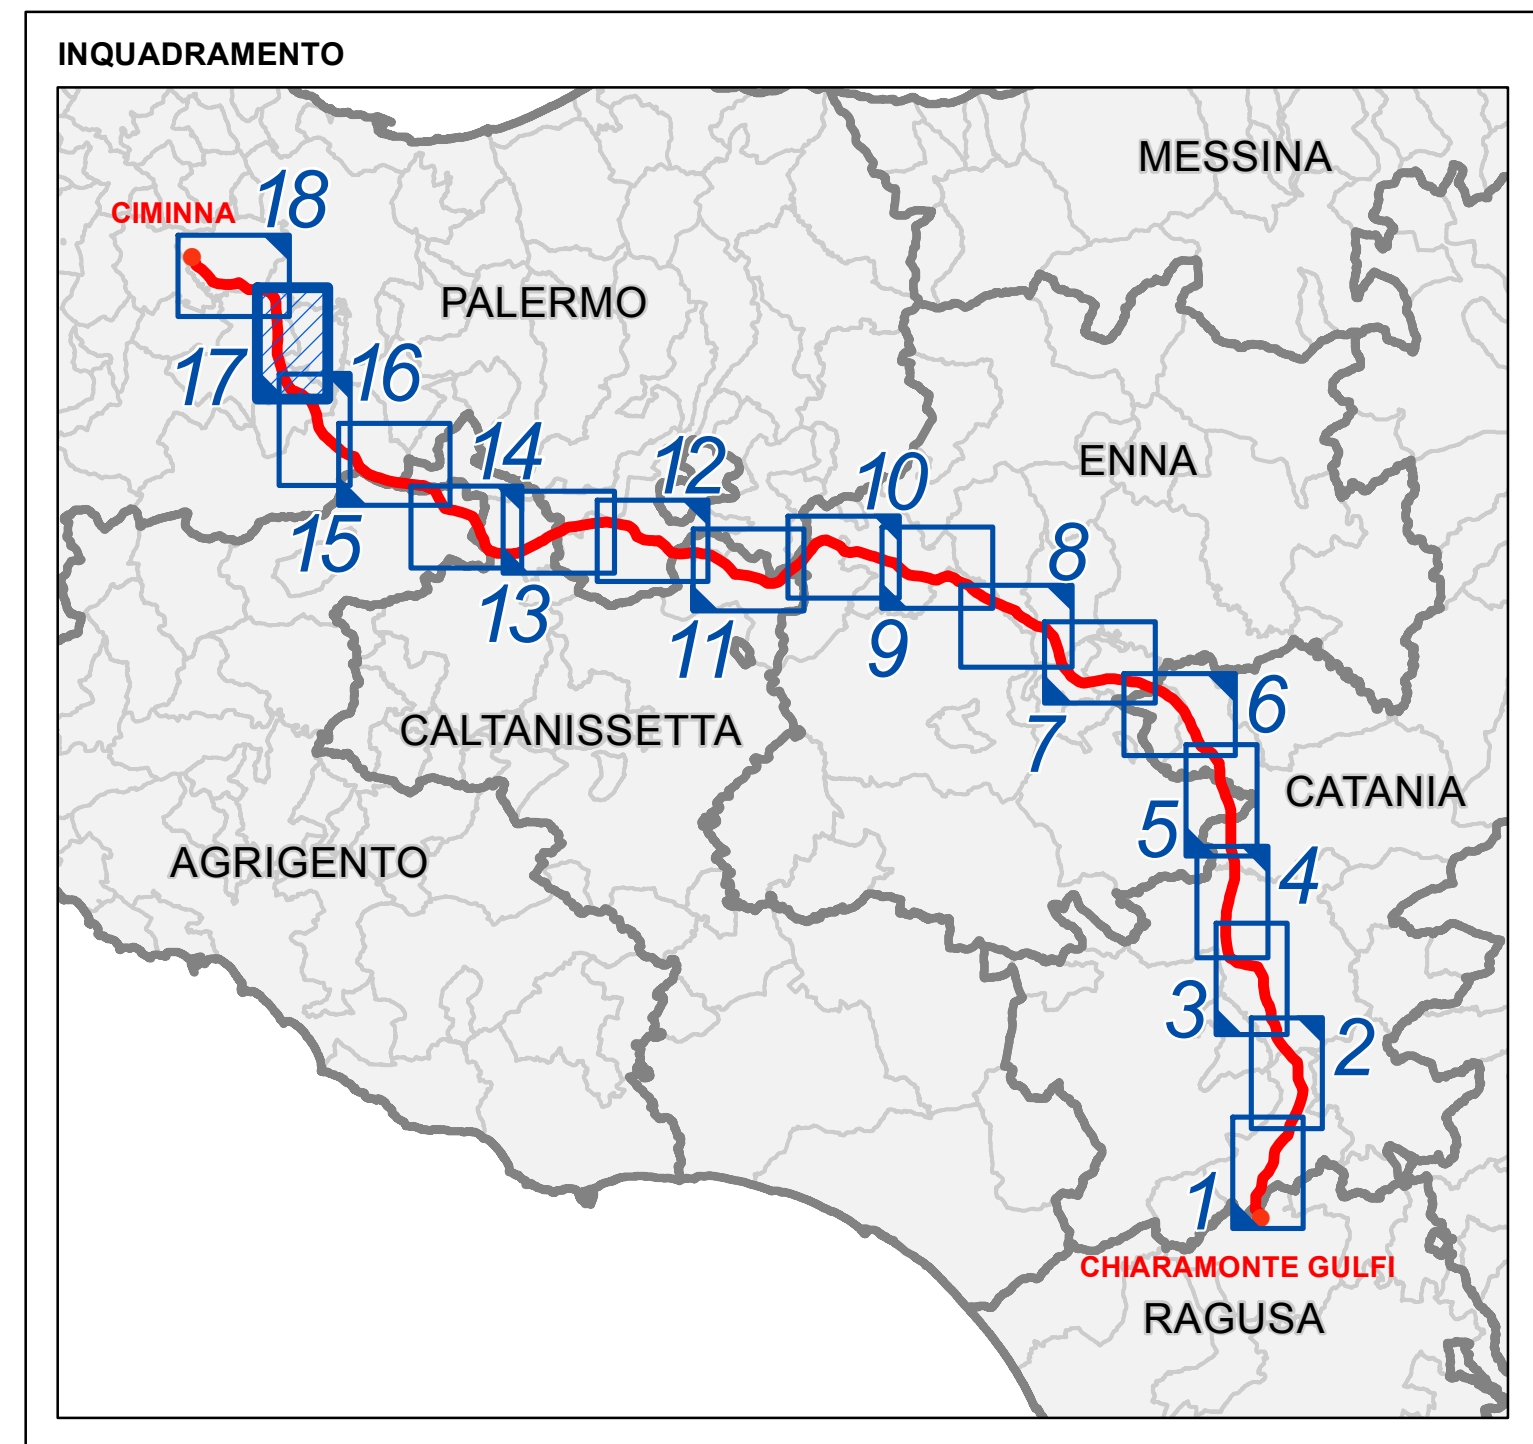 INQUADRAMENTO
MESSINA
18
CIMINNA
PALERMO
17
16
14
12
10
ENNA
15
13
11
9
8
7
6
CALTANISSETTA
CATANIA
5
4
AGRIGENTO
3
2
1
CHIARAMONTE GULFI
RAGUSA